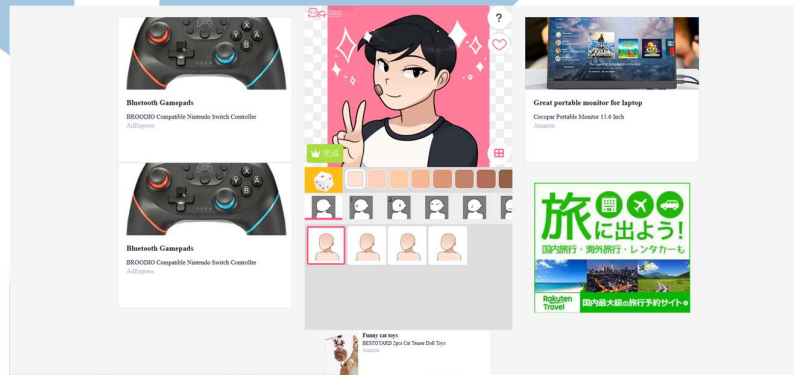 Bluetooth Gamepads
BROODIO Compatible Nintendo Switch Controller
AliExpress
Bluetooth Gamepads
BROODIO Compatible Nintendo Switch Controller
AliExpress
?
完成
Funny cat toys
BESTOYARD 2pcs Cat Teaser Doll Toys
Amazon
Great portable monitor for laptop
Cocopar Portable Monitor 15.6 Inch
Amazon
旅に出よう!
国内旅行・海外旅行・レンタカーも
Rakuten
Travel
国内最大級の旅行予約サイト